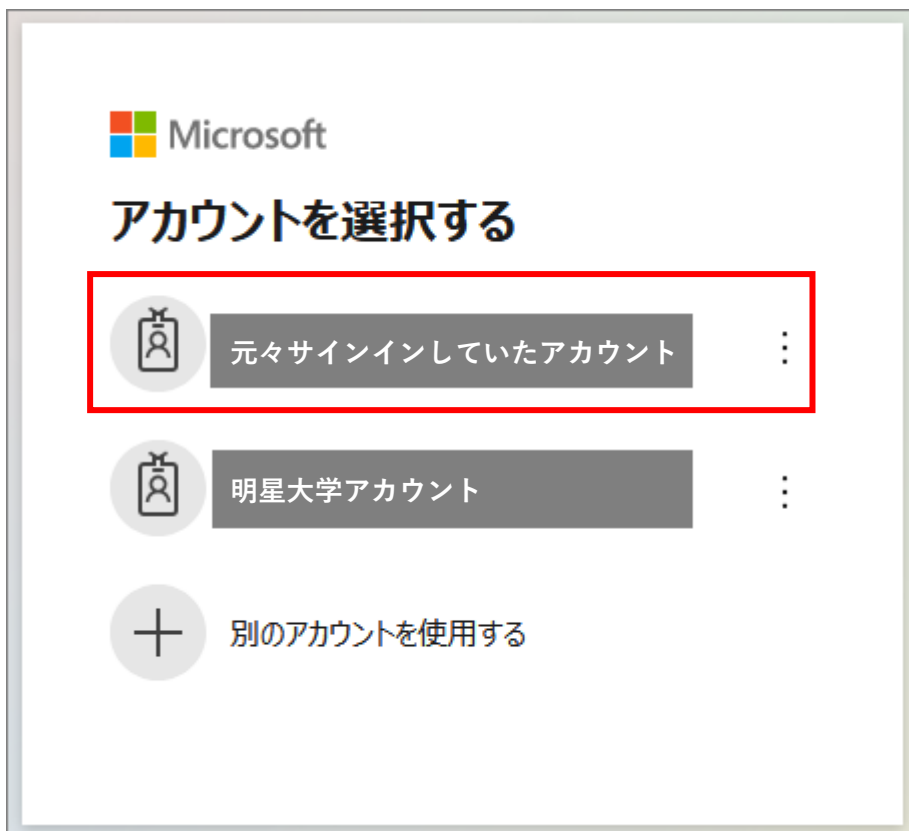 Microsoft
アカウントを選択する
元々サインインしていたアカウント
明星大学アカウント
別のアカウントを使用する